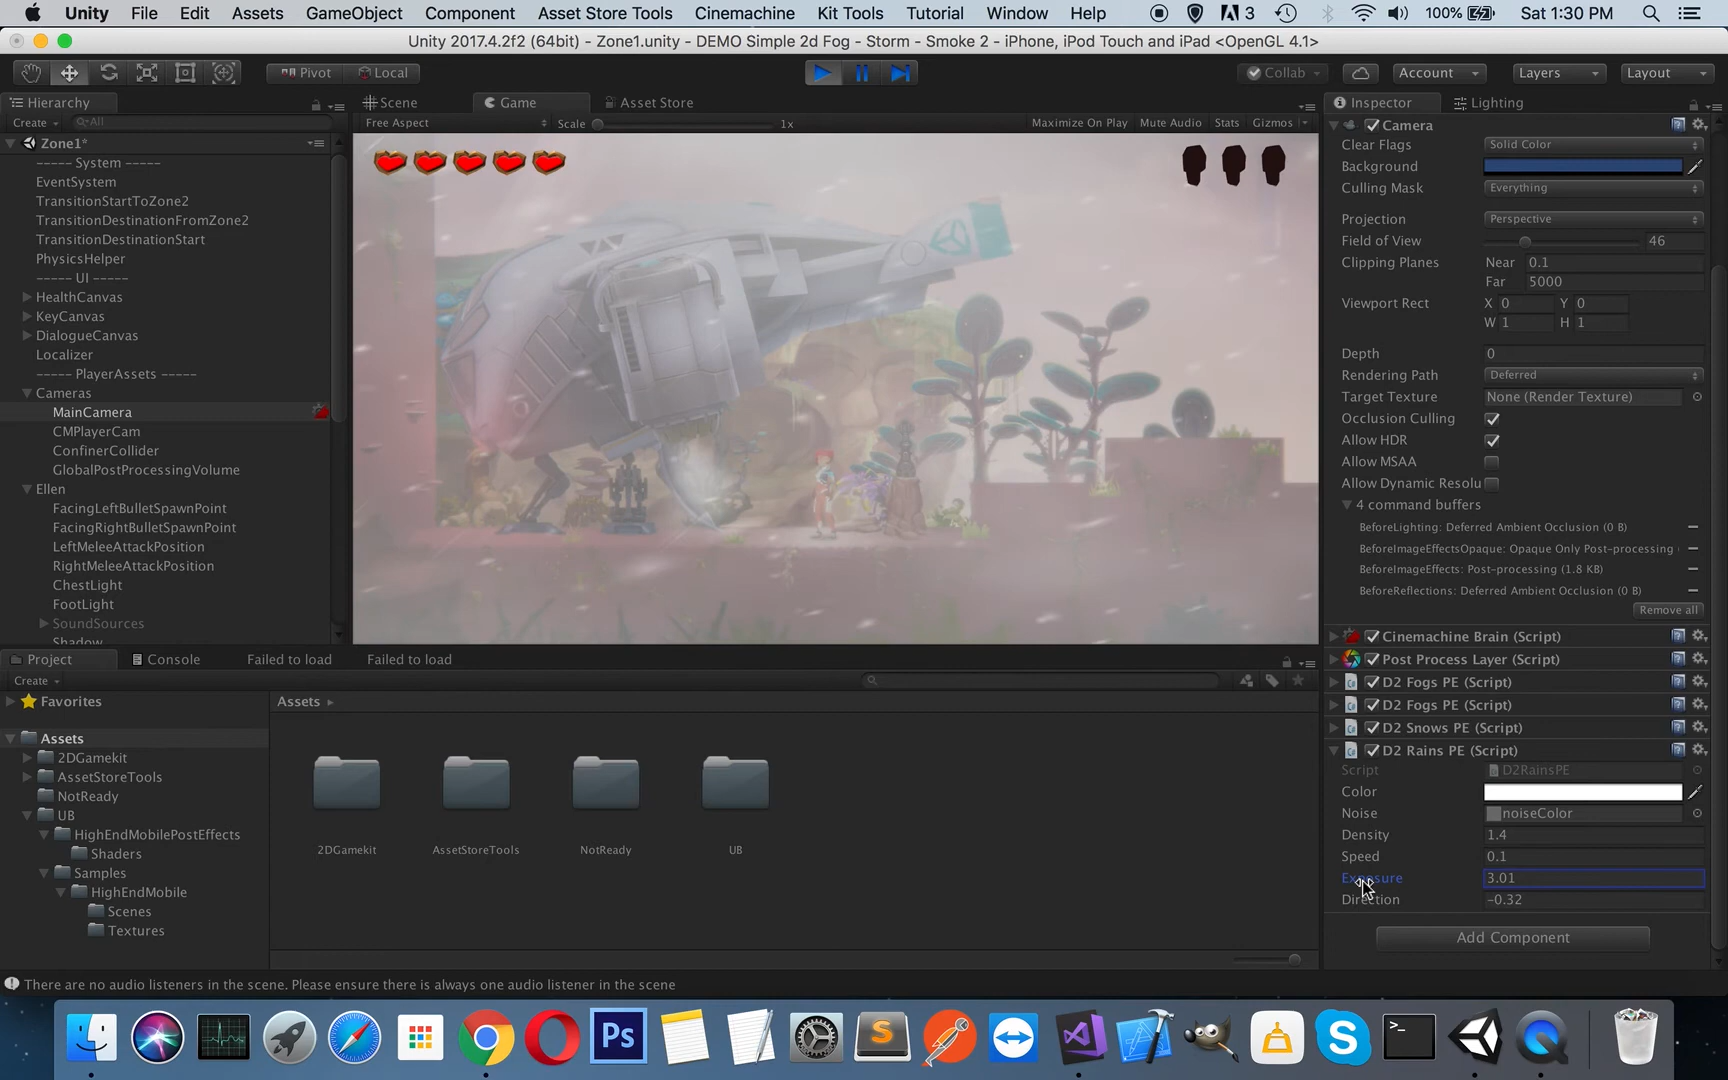 Unity File Edit Assets GameObject Component Asset Store Tools Cinemachine Kit Tools Tutorial Window Help 3 100% Sat 1:30 PM
Unity 2017.4.2f2 (64bit) - Zone1.unity - DEMO Simple 2d Fog - Storm - Smoke 2 - iPhone, iPod Touch and iPad <OpenGL 4.1>
Pivot Local Collab Account Layers Layout
Hierarchy
Create All
Zone1*
----- System -----
EventSystem
TransitionStartToZone2
TransitionDestinationFromZone2
TransitionDestinationStart
PhysicsHelper
----- UI -----
HealthCanvas
KeyCanvas
DialogueCanvas
Localizer
----- PlayerAssets -----
Cameras
MainCamera
CMPlayerCam
ConfinerCollider
GlobalPostProcessingVolume
Ellen
FacingLeftBulletSpawnPoint
FacingRightBulletSpawnPoint
LeftMeleeAttackPosition
RightMeleeAttackPosition
ChestLight
FootLight
SoundSources
Shadow
Scene Game Asset Store
Free Aspect Scale 1x Maximize On Play Mute Audio Stats Gizmos
Inspector Lighting
Camera
Clear Flags Solid Color
Background
Culling Mask Everything
Projection Perspective
Field of View 46
Clipping Planes Near 0.1
Far 5000
Viewport Rect X 0 Y 0
W 1 H 1
Depth 0
Rendering Path Deferred
Target Texture None (Render Texture)
Occlusion Culling
Allow HDR
Allow MSAA
Allow Dynamic Resolu
4 command buffers
BeforeLighting: Deferred Ambient Occlusion (0 B)
BeforeImageEffectsOpaque: Opaque Only Post-processing
BeforeImageEffects: Post-processing (1.8 KB)
BeforeReflections: Deferred Ambient Occlusion (0 B)
Remove all
Cinemachine Brain (Script)
Post Process Layer (Script)
D2 Fogs PE (Script)
D2 Fogs PE (Script)
D2 Snows PE (Script)
D2 Rains PE (Script)
Script D2RainsPE
Color
Noise noiseColor
Density 1.4
Speed 0.1
Exposure 3.01
Direction -0.32
Add Component
Project Console Failed to load Failed to load
Create
Favorites
Assets
2DGamekit
AssetStoreTools
NotReady
UB
HighEndMobilePostEffects
Shaders
Samples
HighEndMobile
Scenes
Textures
Assets
2DGamekit AssetStoreTools NotReady UB
There are no audio listeners in the scene. Please ensure there is always one audio listener in the scene
Ps
S
>_